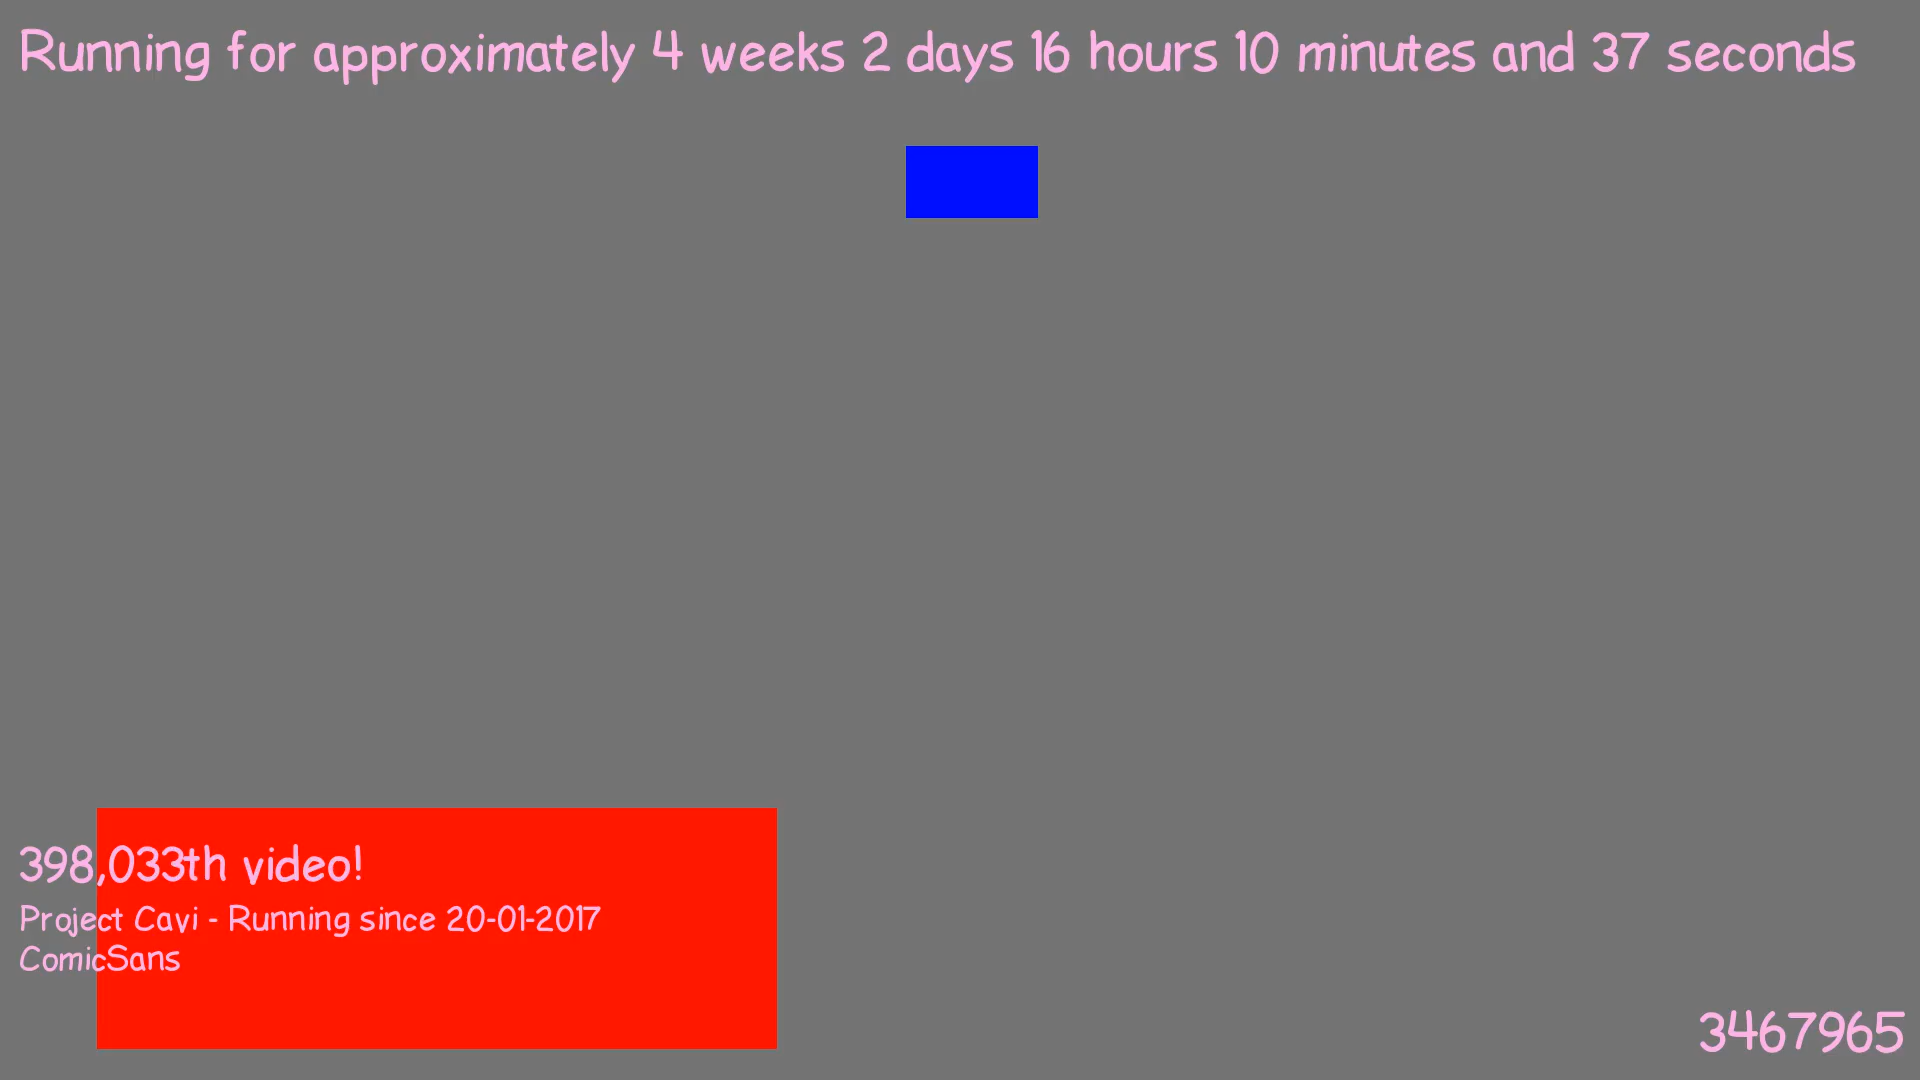 Running for approximately 4 weeks 2 days 16 hours 10 minutes and 37 seconds
398,033th video!
Project Cavi - Running since 20-01-2017
ComicSans
3467965